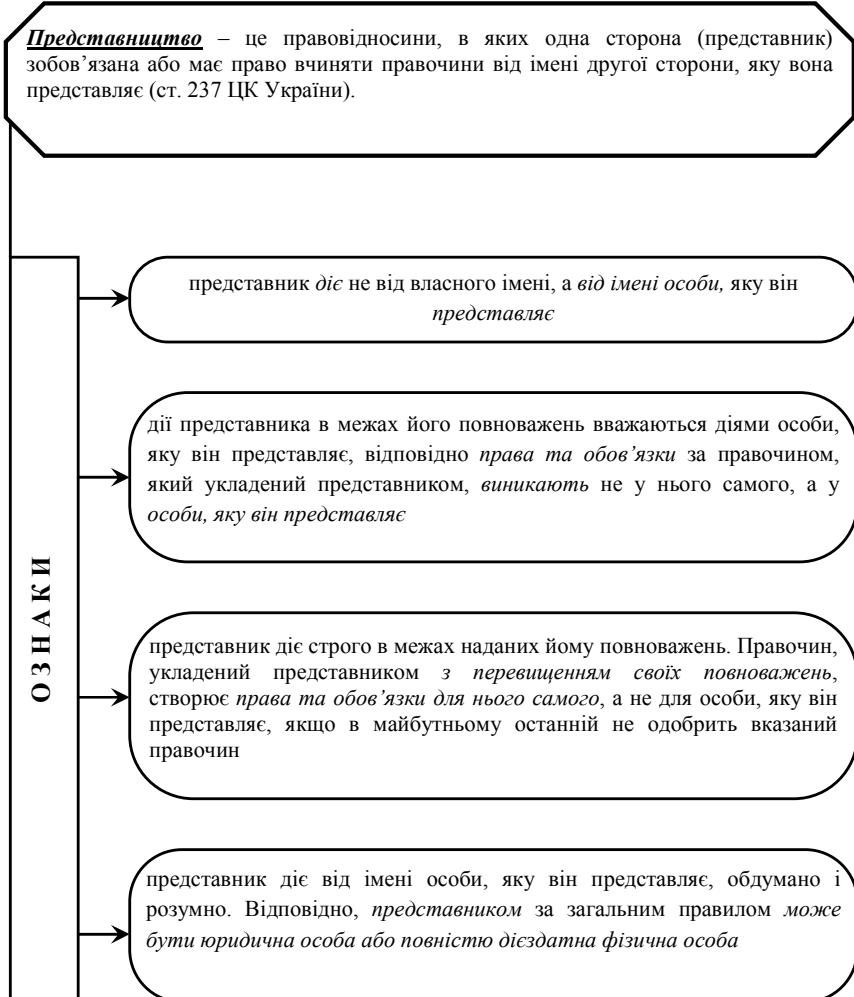 Представництво – це правовідносини, в яких одна сторона (представник)
зобов’язана або має право вчиняти правочини від імені другої сторони, яку вона
представляє (ст. 237 ЦК України).
О З Н А К И
представник діє не від власного імені, а від імені особи, яку він
представляє
дії представника в межах його повноважень вважаються діями особи,
яку він представляє, відповідно права та обов’язки за правочином,
який укладений представником, виникають не у нього самого, а у
особи, яку він представляє
представник діє строго в межах наданих йому повноважень. Правочин,
укладений представником з перевищенням своїх повноважень,
створює права та обов’язки для нього самого, а не для особи, яку він
представляє, якщо в майбутньому останній не одобрить вказаний
правочин
представник діє від імені особи, яку він представляє, обдумано і
розумно. Відповідно, представником за загальним правилом може
бути юридична особа або повністю дієздатна фізична особа